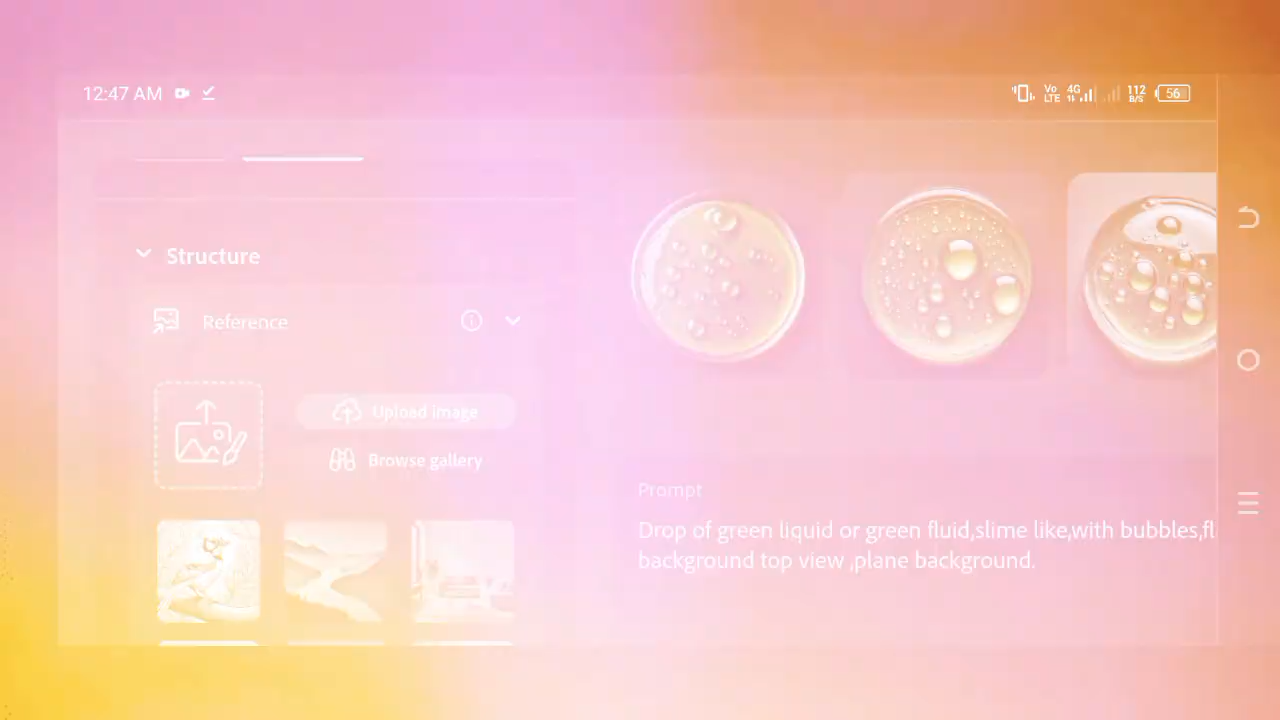 12:47 AM
Vo LTE 4G 112 B/S 56
Structure
Reference
Upload image
Browse gallery
Prompt
Drop of green liquid or green fluid,slime like,with bubbles,fl
background top view ,plane background.